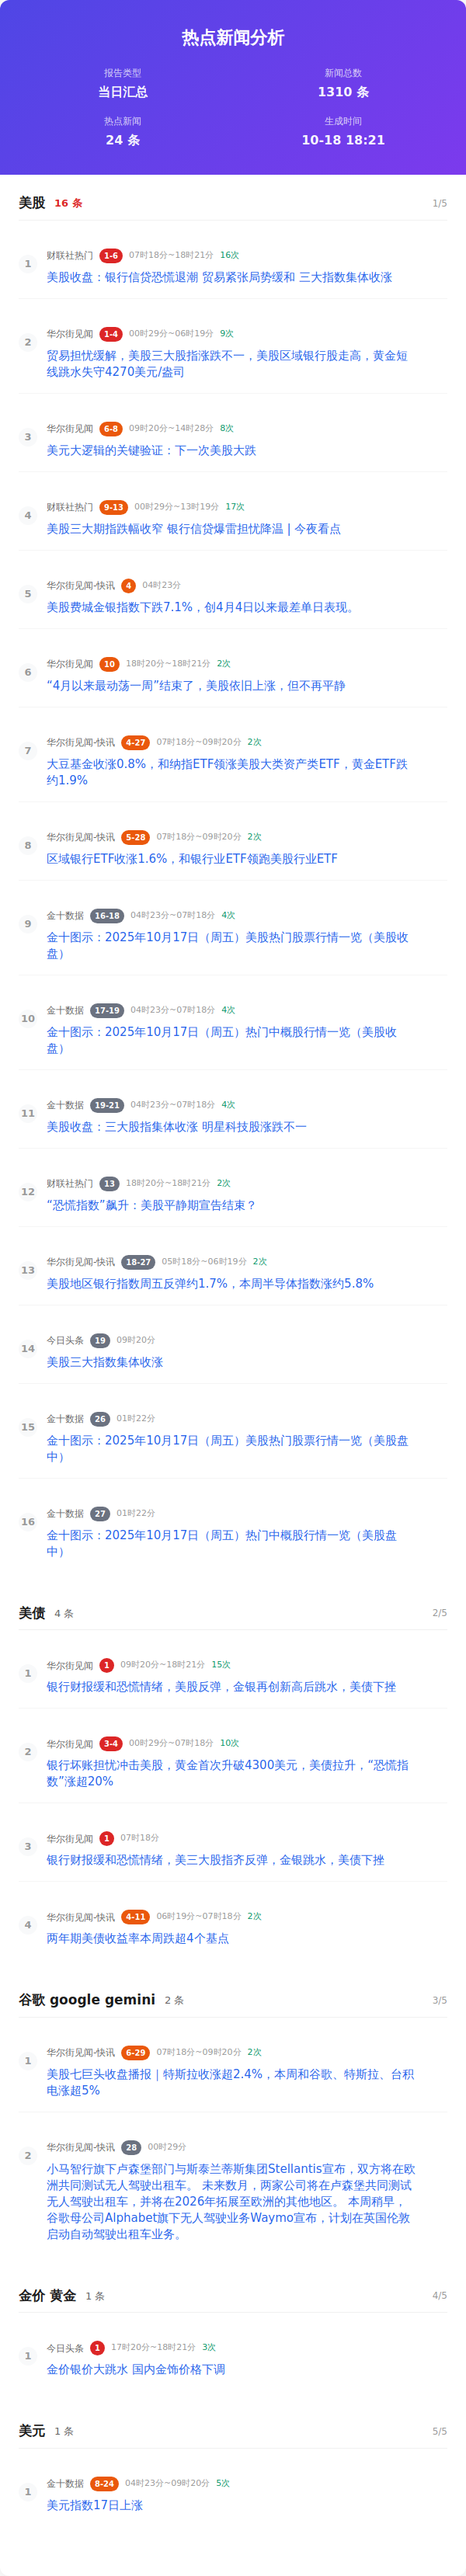 热点新闻分析
报告类型
新闻总数
当日汇总
1310 条
热点新闻
生成时间
24 条
10-18 18:21
美股 16 条 1/5
1
财联社热门 1-6 07时18分~18时21分 16次
美股收盘：银行信贷恐慌退潮 贸易紧张局势缓和 三大指数集体收涨
2
华尔街见闻 1-4 00时29分~06时19分 9次
贸易担忧缓解，美股三大股指涨跌不一，美股区域银行股走高，黄金短
线跳水失守4270美元/盎司
3
华尔街见闻 6-8 09时20分~14时28分 8次
美元大逻辑的关键验证：下一次美股大跌
4
财联社热门 9-13 00时29分~13时19分 17次
美股三大期指跌幅收窄 银行信贷爆雷担忧降温 | 今夜看点
5
华尔街见闻-快讯 4 04时23分
美股费城金银指数下跌7.1%，创4月4日以来最差单日表现。
6
华尔街见闻 10 18时20分~18时21分 2次
“4月以来最动荡一周”结束了，美股依旧上涨，但不再平静
7
华尔街见闻-快讯 4-27 07时18分~09时20分 2次
大豆基金收涨0.8%，和纳指ETF领涨美股大类资产类ETF，黄金ETF跌
约1.9%
8
华尔街见闻-快讯 5-28 07时18分~09时20分 2次
区域银行ETF收涨1.6%，和银行业ETF领跑美股行业ETF
9
金十数据 16-18 04时23分~07时18分 4次
金十图示：2025年10月17日（周五）美股热门股票行情一览（美股收
盘）
10
金十数据 17-19 04时23分~07时18分 4次
金十图示：2025年10月17日（周五）热门中概股行情一览（美股收
盘）
11
金十数据 19-21 04时23分~07时18分 4次
美股收盘：三大股指集体收涨 明星科技股涨跌不一
12
财联社热门 13 18时20分~18时21分 2次
“恐慌指数”飙升：美股平静期宣告结束？
13
华尔街见闻-快讯 18-27 05时18分~06时19分 2次
美股地区银行指数周五反弹约1.7%，本周半导体指数涨约5.8%
14
今日头条 19 09时20分
美股三大指数集体收涨
15
金十数据 26 01时22分
金十图示：2025年10月17日（周五）美股热门股票行情一览（美股盘
中）
16
金十数据 27 01时22分
金十图示：2025年10月17日（周五）热门中概股行情一览（美股盘
中）
美债 4 条 2/5
1
华尔街见闻 1 09时20分~18时21分 15次
银行财报缓和恐慌情绪，美股反弹，金银再创新高后跳水，美债下挫
2
华尔街见闻 3-4 00时29分~07时18分 10次
银行坏账担忧冲击美股，黄金首次升破4300美元，美债拉升，“恐慌指
数”涨超20%
3
华尔街见闻 1 07时18分
银行财报缓和恐慌情绪，美三大股指齐反弹，金银跳水，美债下挫
4
华尔街见闻-快讯 4-11 06时19分~07时18分 2次
两年期美债收益率本周跌超4个基点
谷歌 google gemini 2 条 3/5
1
华尔街见闻-快讯 6-29 07时18分~09时20分 2次
美股七巨头收盘播报｜特斯拉收涨超2.4%，本周和谷歌、特斯拉、台积
电涨超5%
2
华尔街见闻-快讯 28 00时29分
小马智行旗下卢森堡部门与斯泰兰蒂斯集团Stellantis宣布，双方将在欧
洲共同测试无人驾驶出租车。 未来数月，两家公司将在卢森堡共同测试
无人驾驶出租车，并将在2026年拓展至欧洲的其他地区。 本周稍早，
谷歌母公司Alphabet旗下无人驾驶业务Waymo宣布，计划在英国伦敦
启动自动驾驶出租车业务。
金价 黄金 1 条 4/5
1
今日头条 1 17时20分~18时21分 3次
金价银价大跳水 国内金饰价格下调
美元 1 条 5/5
1
金十数据 8-24 04时23分~09时20分 5次
美元指数17日上涨